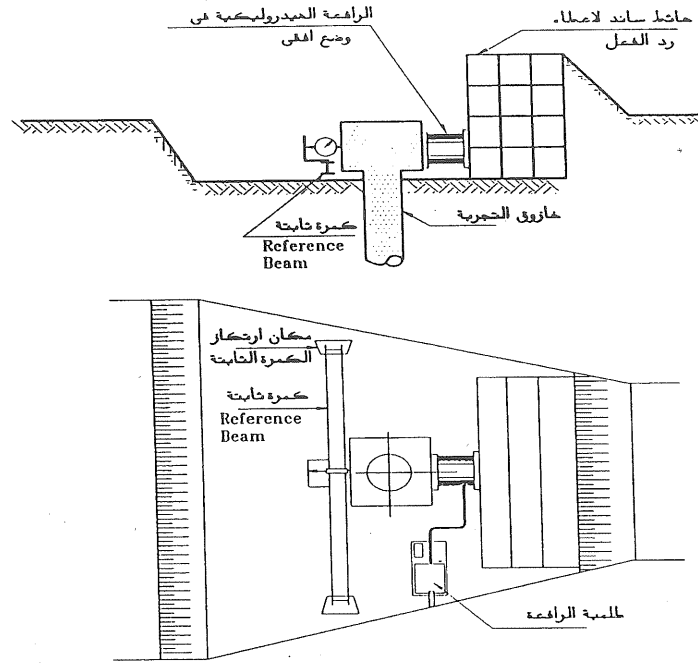 الرافعة الهيدروليكية فى
وضع افقى
حائط ساند لاعطاء
رد الفعل
خازوق التجربة
كمرة ثابتة
Reference
Beam
مكان ارتكاز
الكمرة الثابتة
كمرة ثابتة
Reference
Beam
طلمبة الرافعة